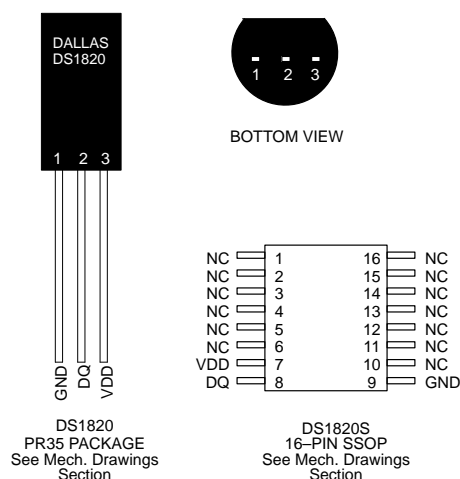 DALLAS
DS1820
1 2 3
1 2 3
BOTTOM VIEW
GND DQ VDD
DS1820
PR35 PACKAGE
See Mech. Drawings
Section
NC 1 16 NC
NC 2 15 NC
NC 3 14 NC
NC 4 13 NC
NC 5 12 NC
NC 6 11 NC
VDD 7 10 NC
DQ 8 9 GND
DS1820S
16–PIN SSOP
See Mech. Drawings
Section